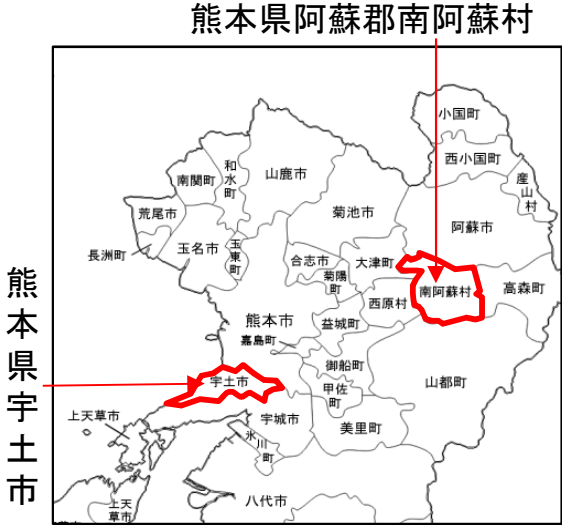 熊本県阿蘇郡南阿蘇村
小国町
西小国町
産山村
和水町
山鹿市
南関町
菊池市
荒尾市
阿蘇市
長洲町
玉名市
玉東町
合志市
大津町
菊陽町
南阿蘇村
高森町
西原村
熊本市
益城町
嘉島町
御船町
宇土市
甲佐町
山都町
上天草市
宇城市
美里町
氷川町
八代市
上天草市
熊本県宇土市